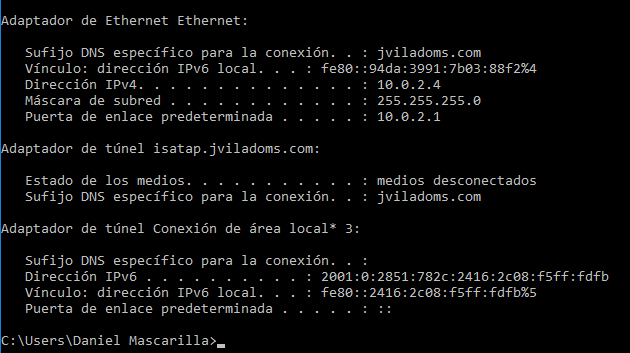 Adaptador de Ethernet Ethernet:
Sufijo DNS específico para la conexión. . : jviladoms.com
Vínculo: dirección IPv6 local. . . : fe80::94da:3991:7b03:88f2%4
Dirección IPv4. . . . . . . . . . . . . . : 10.0.2.4
Máscara de subred . . . . . . . . . . . . : 255.255.255.0
Puerta de enlace predeterminada . . . . . : 10.0.2.1
Adaptador de túnel isatap.jviladoms.com:
Estado de los medios. . . . . . . . . . . : medios desconectados
Sufijo DNS específico para la conexión. . : jviladoms.com
Adaptador de túnel Conexión de área local* 3:
Sufijo DNS específico para la conexión. . :
Dirección IPv6 . . . . . . . . . . : 2001:0:2851:782c:2416:2c08:f5ff:fdfb
Vínculo: dirección IPv6 local. . . : fe80::2416:2c08:f5ff:fdfb%5
Puerta de enlace predeterminada . . . . . : ::
C:\Users\Daniel Mascarilla>_